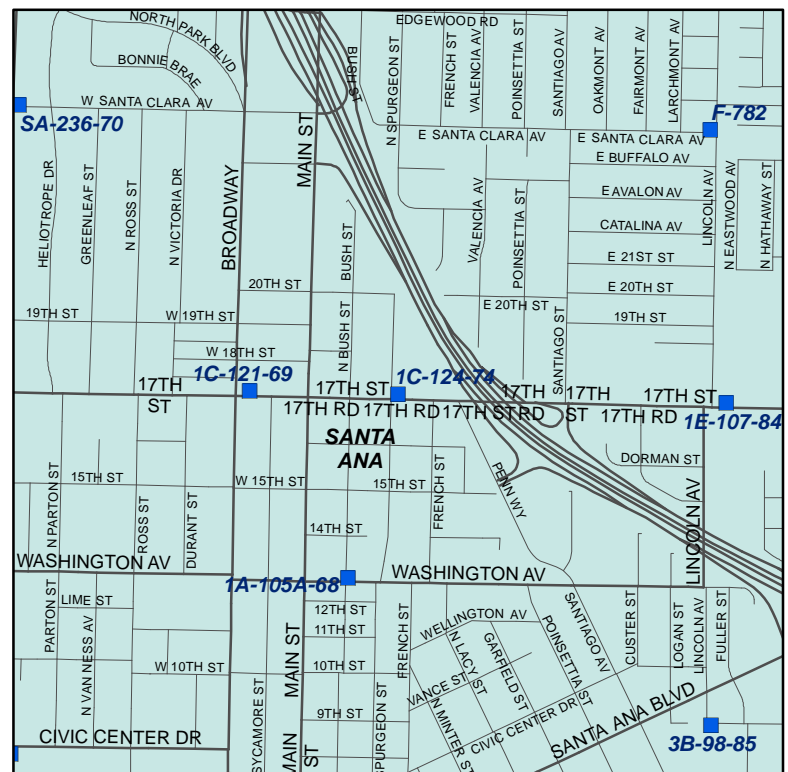 EDGEWOOD RD
NORTH PARK BLVD
BONNIE BRAE
BUSH ST
N SPURGEON ST
FRENCH ST
VALENCIA AV
POINSETTIA ST
SANTIAGO AV
OAKMONT AV
FAIRMONT AV
LARCHMONT AV
W SANTA CLARA AV
SA-236-70
F-782
MAIN ST
E SANTA CLARA AV
E SANTA CLARA AV
E BUFFALO AV
HELIOTROPE DR
GREENLEAF ST
N ROSS ST
N VICTORIA DR
BROADWAY
BUSH ST
VALENCIA AV
POINSETTIA ST
E AVALON AV
CATALINA AV
LINCOLN AV
N EASTWOOD AV
N HATHAWAY ST
E 21ST ST
20TH ST
E 20TH ST
E 20TH ST
19TH ST
W 19TH ST
19TH ST
N BUSH ST
SANTIAGO ST
W 18TH ST
1C-121-69
1C-124-74
17TH
ST
17TH ST
17TH
17TH
17TH ST
17TH RD
17TH RD
17TH ST
RD
ST
17TH RD
1E-107-84
SANTA
ANA
DORMAN ST
N PARTON ST
15TH ST
ROSS ST
DURANT ST
W 15TH ST
15TH ST
FRENCH ST
PENN WY
LINCOLN AV
14TH ST
WASHINGTON AV
1A-105A-68
WASHINGTON AV
PARTON ST
LIME ST
N VAN NESS AV
12TH ST
11TH ST
FRENCH ST
WELLINGTON AV
N LACY ST
GARFIELD ST
POINSETTIA ST
SANTIAGO AV
CUSTER ST
LOGAN ST
LINCOLN AV
FULLER ST
W 10TH ST
MAIN ST
10TH ST
VANCE ST
SYCAMORE ST
9TH ST
SPURGEON ST
N MINTER ST
CIVIC CENTER DR
SANTA ANA BLVD
CIVIC CENTER DR
MAIN
ST
3B-98-85